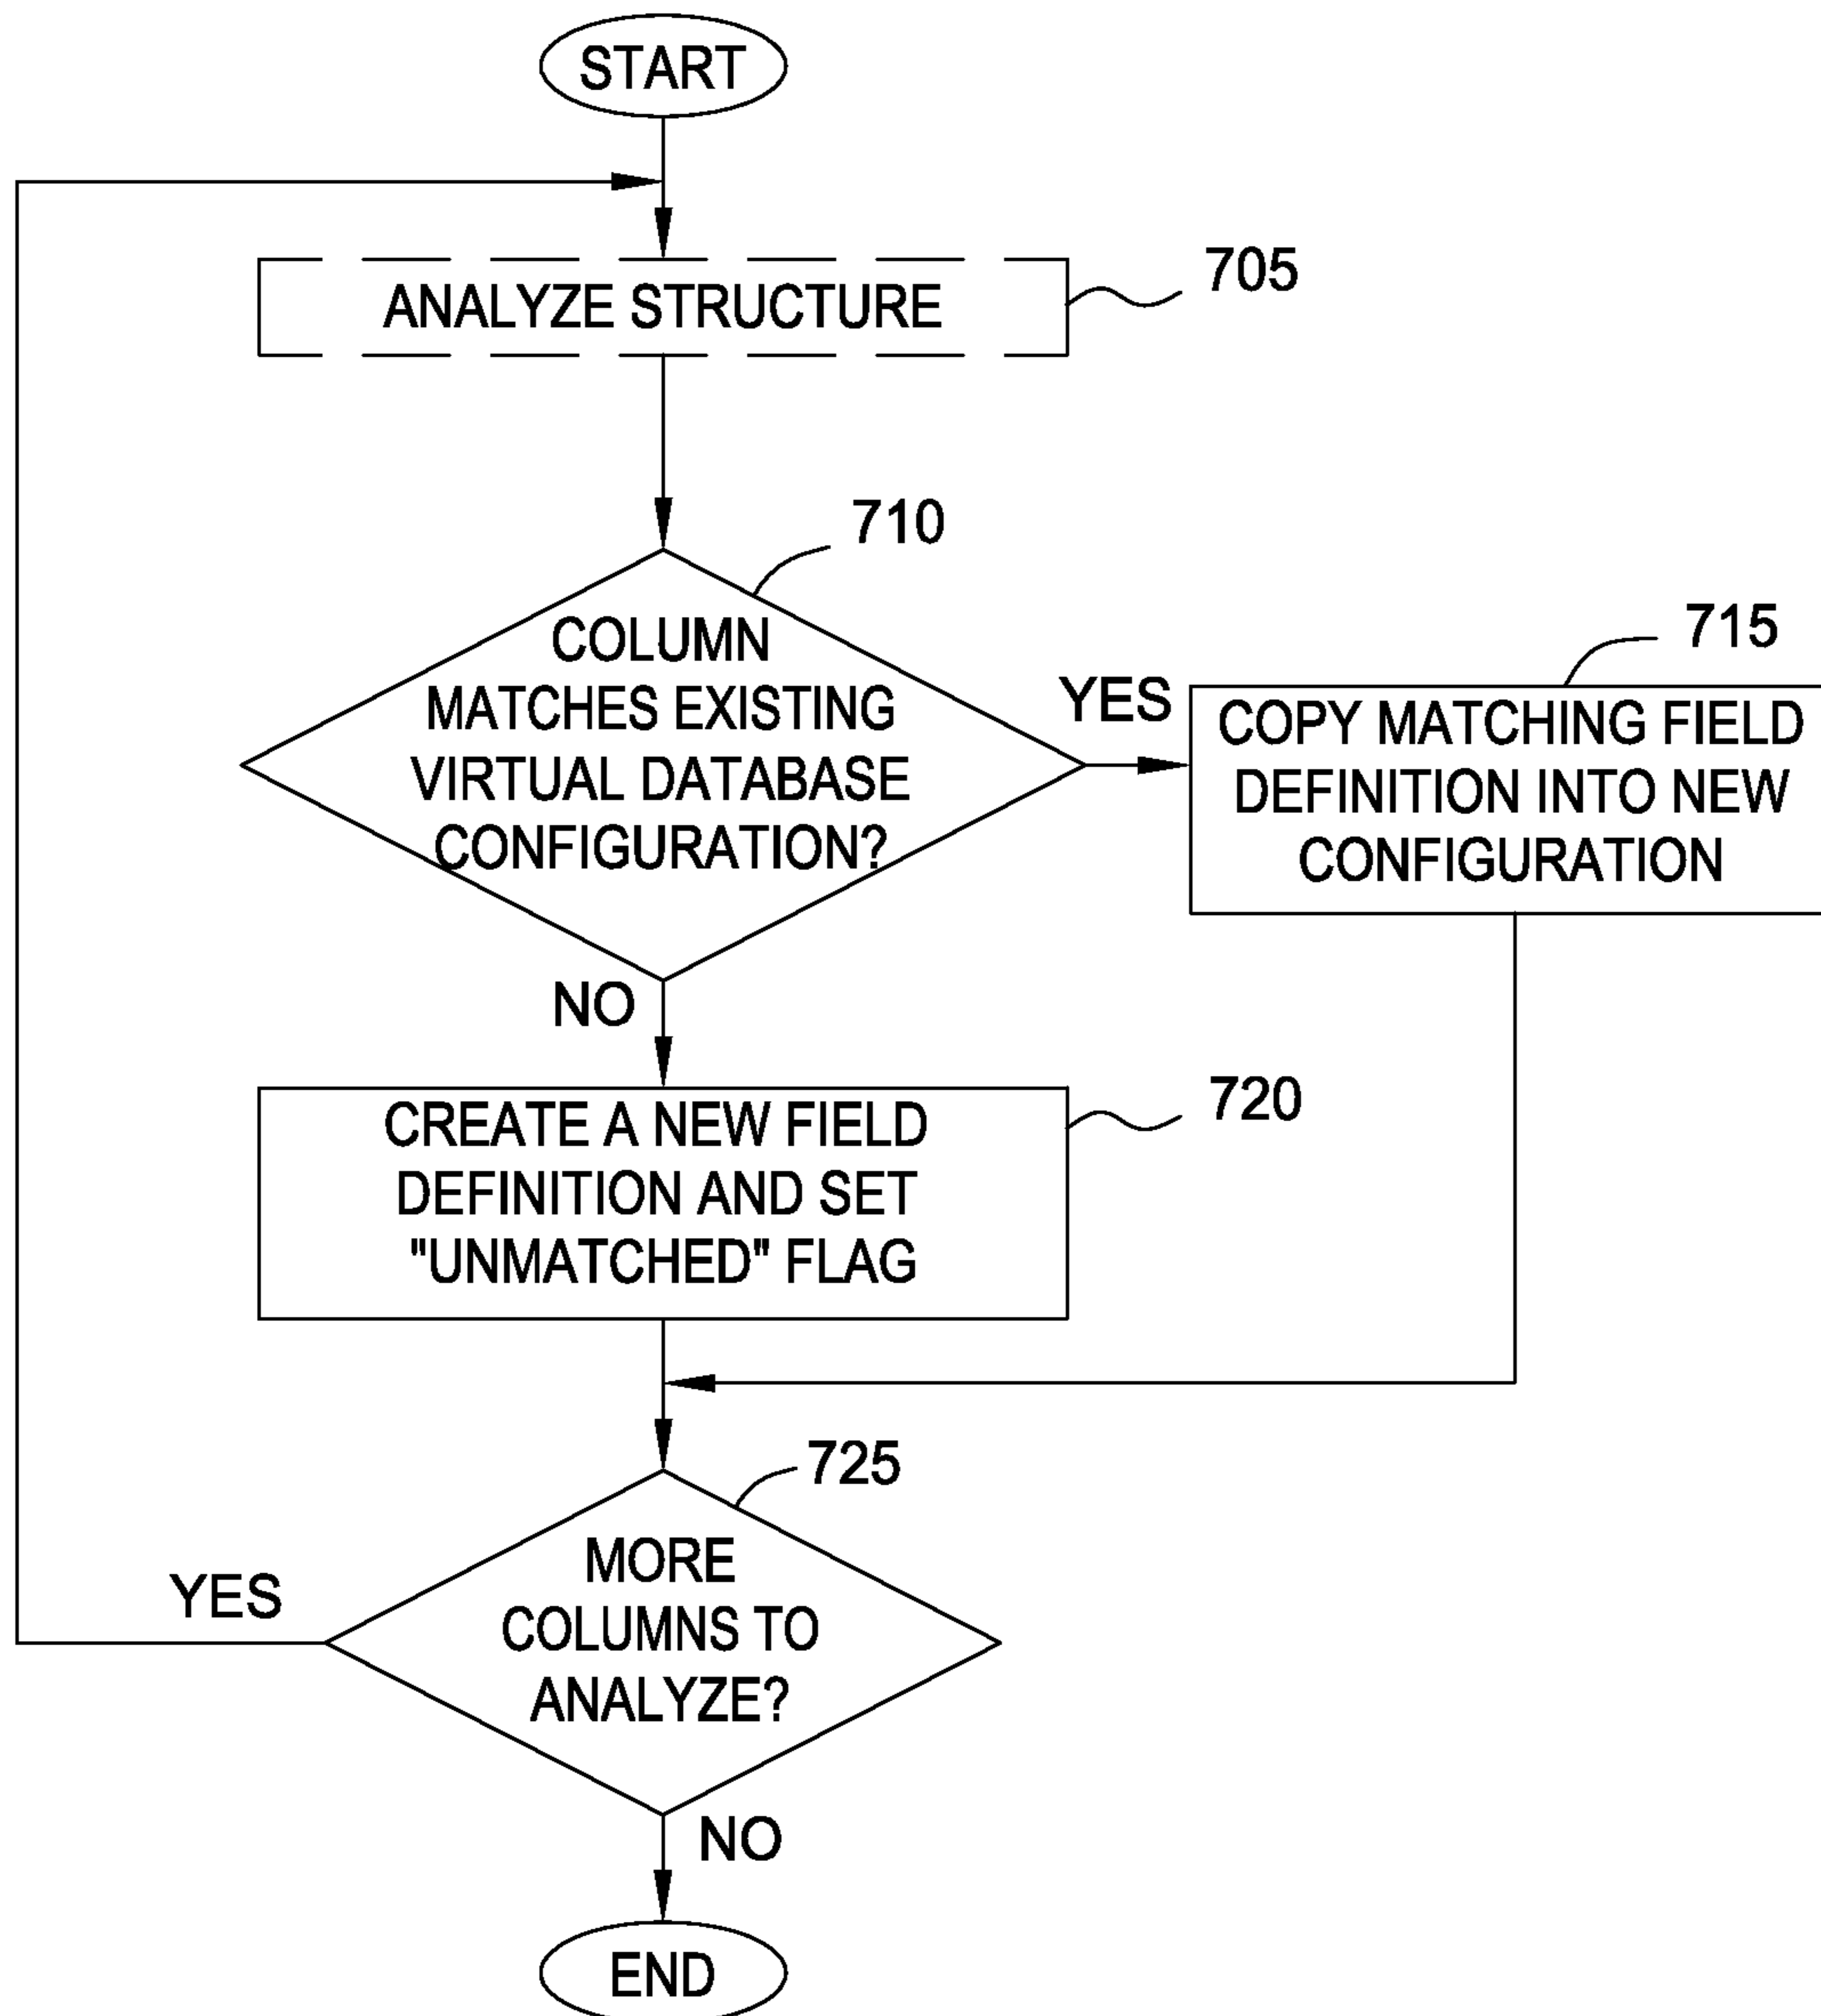 START
ANALYZE STRUCTURE
705
710
COLUMN
MATCHES EXISTING
VIRTUAL DATABASE
CONFIGURATION?
YES
715
COPY MATCHING FIELD
DEFINITION INTO NEW
CONFIGURATION
NO
720
CREATE A NEW FIELD
DEFINITION AND SET
"UNMATCHED" FLAG
725
MORE
COLUMNS TO
ANALYZE?
YES
NO
END